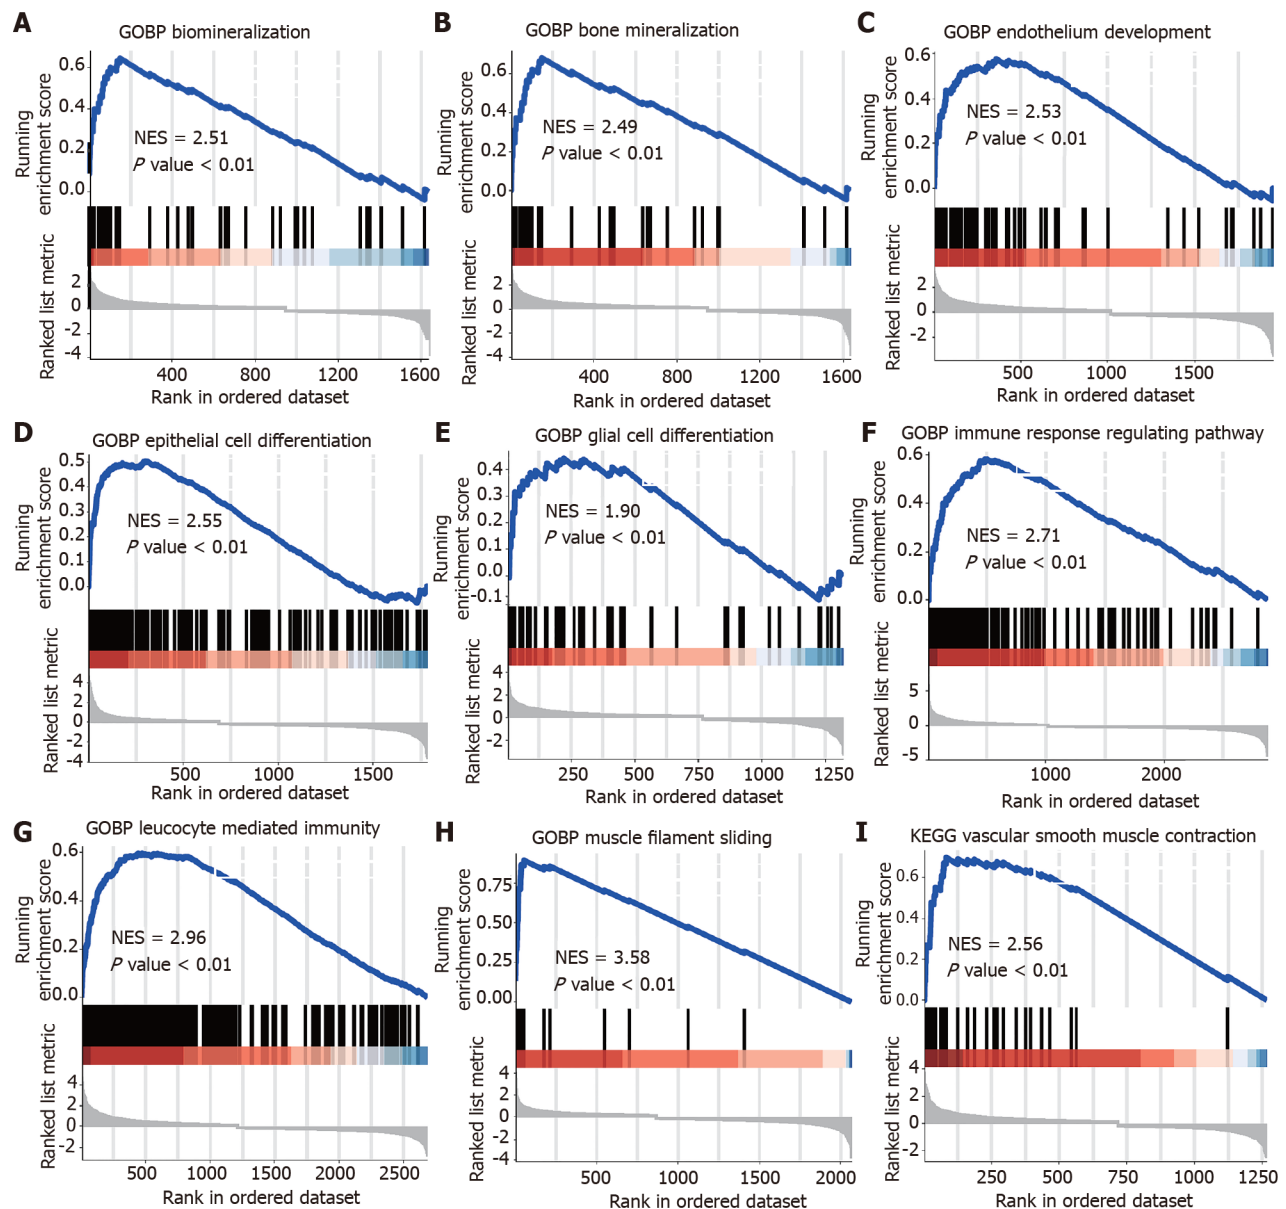 A
GOBP biomineralization
Running
enrichment score
0.6
0.4
0.2
0.0
NES = 2.51
P value < 0.01
Ranked list metric
2
0
-2
-4
400
800
1200
1600
Rank in ordered dataset
B
GOBP bone mineralization
Running
enrichment score
0.6
0.4
0.2
0.0
NES = 2.49
P value < 0.01
Ranked list metric
2
0
-2
-4
400
800
1200
1600
Rank in ordered dataset
C
GOBP endothelium development
Running
enrichment score
0.6
0.4
0.2
0.0
NES = 2.53
P value < 0.01
Ranked list metric
2
0
-2
500
1000
1500
Rank in ordered dataset
D
GOBP epithelial cell differentiation
Running
enrichment score
0.5
0.4
0.3
0.2
0.1
0.0
NES = 2.55
P value < 0.01
Ranked list metric
4
2
0
-2
-4
500
1000
1500
Rank in ordered dataset
E
GOBP glial cell differentiation
Running
enrichment score
0.4
0.3
0.2
0.1
0.0
-0.1
NES = 1.90
P value < 0.01
Ranked list metric
4
2
0
-2
250
500
750
1000
1250
Rank in ordered dataset
F
GOBP immune response regulating pathway
Running
enrichment score
0.6
0.4
0.2
0.0
NES = 2.71
P value < 0.01
Ranked list metric
5
0
-5
1000
2000
Rank in ordered dataset
G
GOBP leucocyte mediated immunity
Running
enrichment score
0.6
0.4
0.2
0.0
NES = 2.96
P value < 0.01
Ranked list metric
4
2
0
-2
500
1000
1500
2000
2500
Rank in ordered dataset
H
GOBP muscle filament sliding
Running
enrichment score
0.75
0.50
0.25
0.00
NES = 3.58
P value < 0.01
Ranked list metric
4
2
0
-2
-4
500
1000
1500
2000
Rank in ordered dataset
I
KEGG vascular smooth muscle contraction
Running
enrichment score
0.6
0.4
0.2
0.0
NES = 2.56
P value < 0.01
Ranked list metric
4
2
0
-2
250
500
750
1000
1250
Rank in ordered dataset